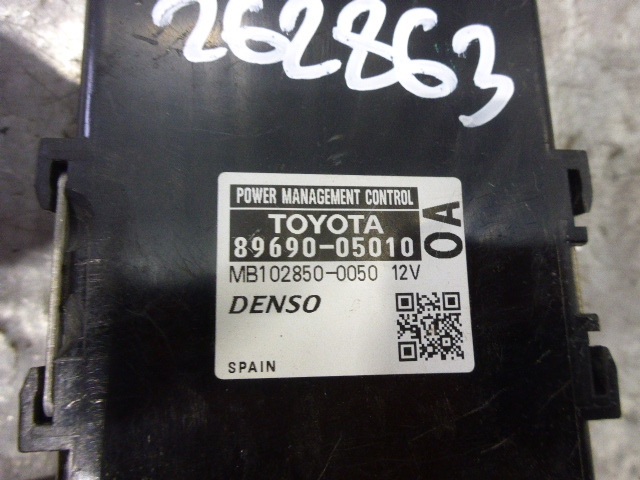 262863
POWER MANAGEMENT CONTROL
TOYOTA
89690-05010
0A
MB102850-0050 12V
DENSO
SPAIN